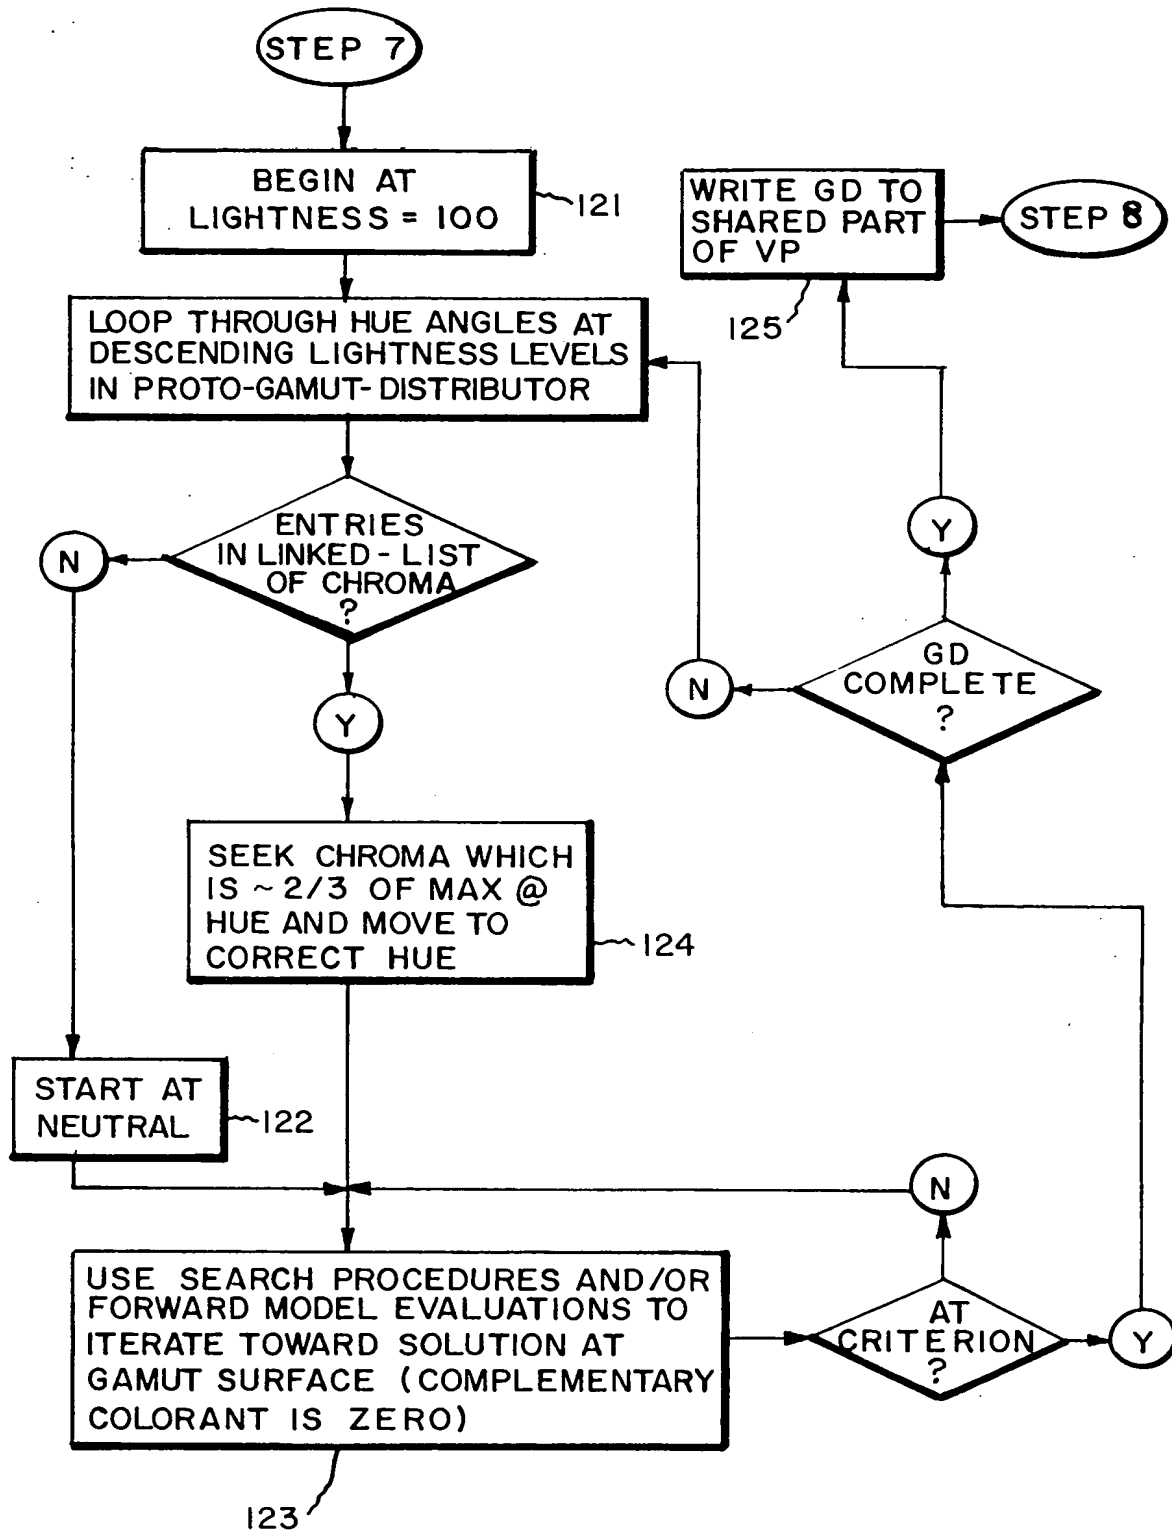 STEP 7
BEGIN AT
LIGHTNESS = 100
121
LOOP THROUGH HUE ANGLES AT
DESCENDING LIGHTNESS LEVELS
IN PROTO-GAMUT-DISTRIBUTOR
ENTRIES
IN LINKED-LIST
OF CHROMA
?
N
Y
SEEK CHROMA WHICH
IS ~ 2/3 OF MAX @
HUE AND MOVE TO
CORRECT HUE
124
START AT
NEUTRAL
122
USE SEARCH PROCEDURES AND/OR
FORWARD MODEL EVALUATIONS TO
ITERATE TOWARD SOLUTION AT
GAMUT SURFACE (COMPLEMENTARY
COLORANT IS ZERO)
123
AT
CRITERION
?
N
Y
GD
COMPLETE
?
N
Y
WRITE GD TO
SHARED PART
OF VP
125
STEP 8